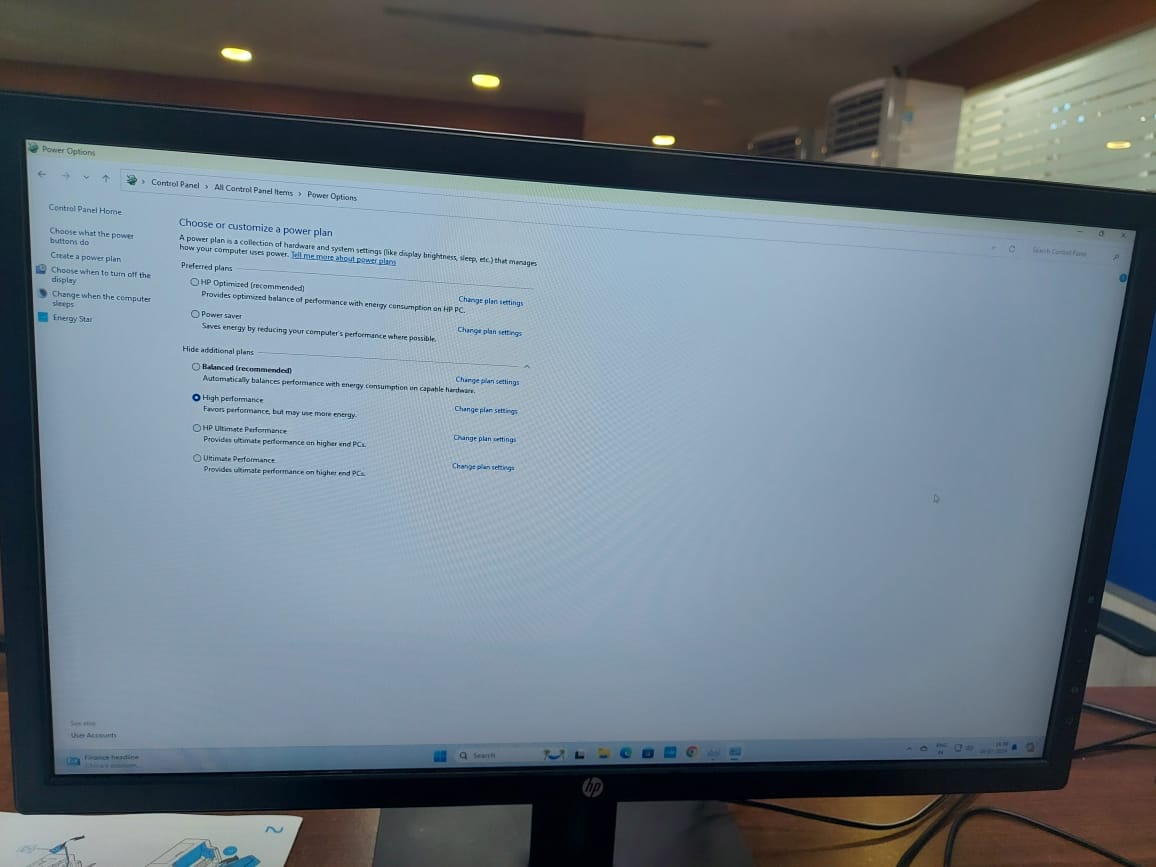 Power Options
Control Panel › All Control Panel Items › Power Options
Search Control Panel
Control Panel Home
Choose what the power
buttons do
Create a power plan
Choose when to turn off the
display
Change when the computer
sleeps
Energy Star
Choose or customize a power plan
A power plan is a collection of hardware and system settings (like display brightness, sleep, etc.) that manages
how your computer uses power. Tell me more about power plans
Preferred plans
HP Optimized (recommended) Change plan settings
Provides optimized balance of performance with energy consumption on HP PC.
Power saver Change plan settings
Saves energy by reducing your computer's performance where possible.
Hide additional plans
Balanced (recommended) Change plan settings
Automatically balances performance with energy consumption on capable hardware.
High performance Change plan settings
Favors performance, but may use more energy.
HP Ultimate Performance Change plan settings
Provides ultimate performance on higher end PCs.
Ultimate Performance Change plan settings
Provides ultimate performance on higher end PCs.
See also
User Accounts
Finance headline
Search
ENG
IN
hp
2